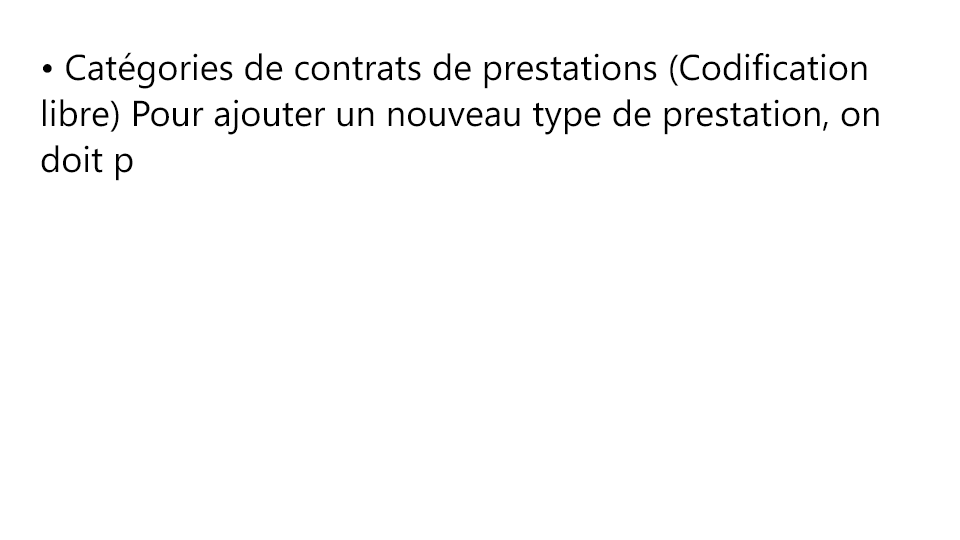 • Catégories de contrats de prestations (Codification
libre) Pour ajouter un nouveau type de prestation, on
doit p